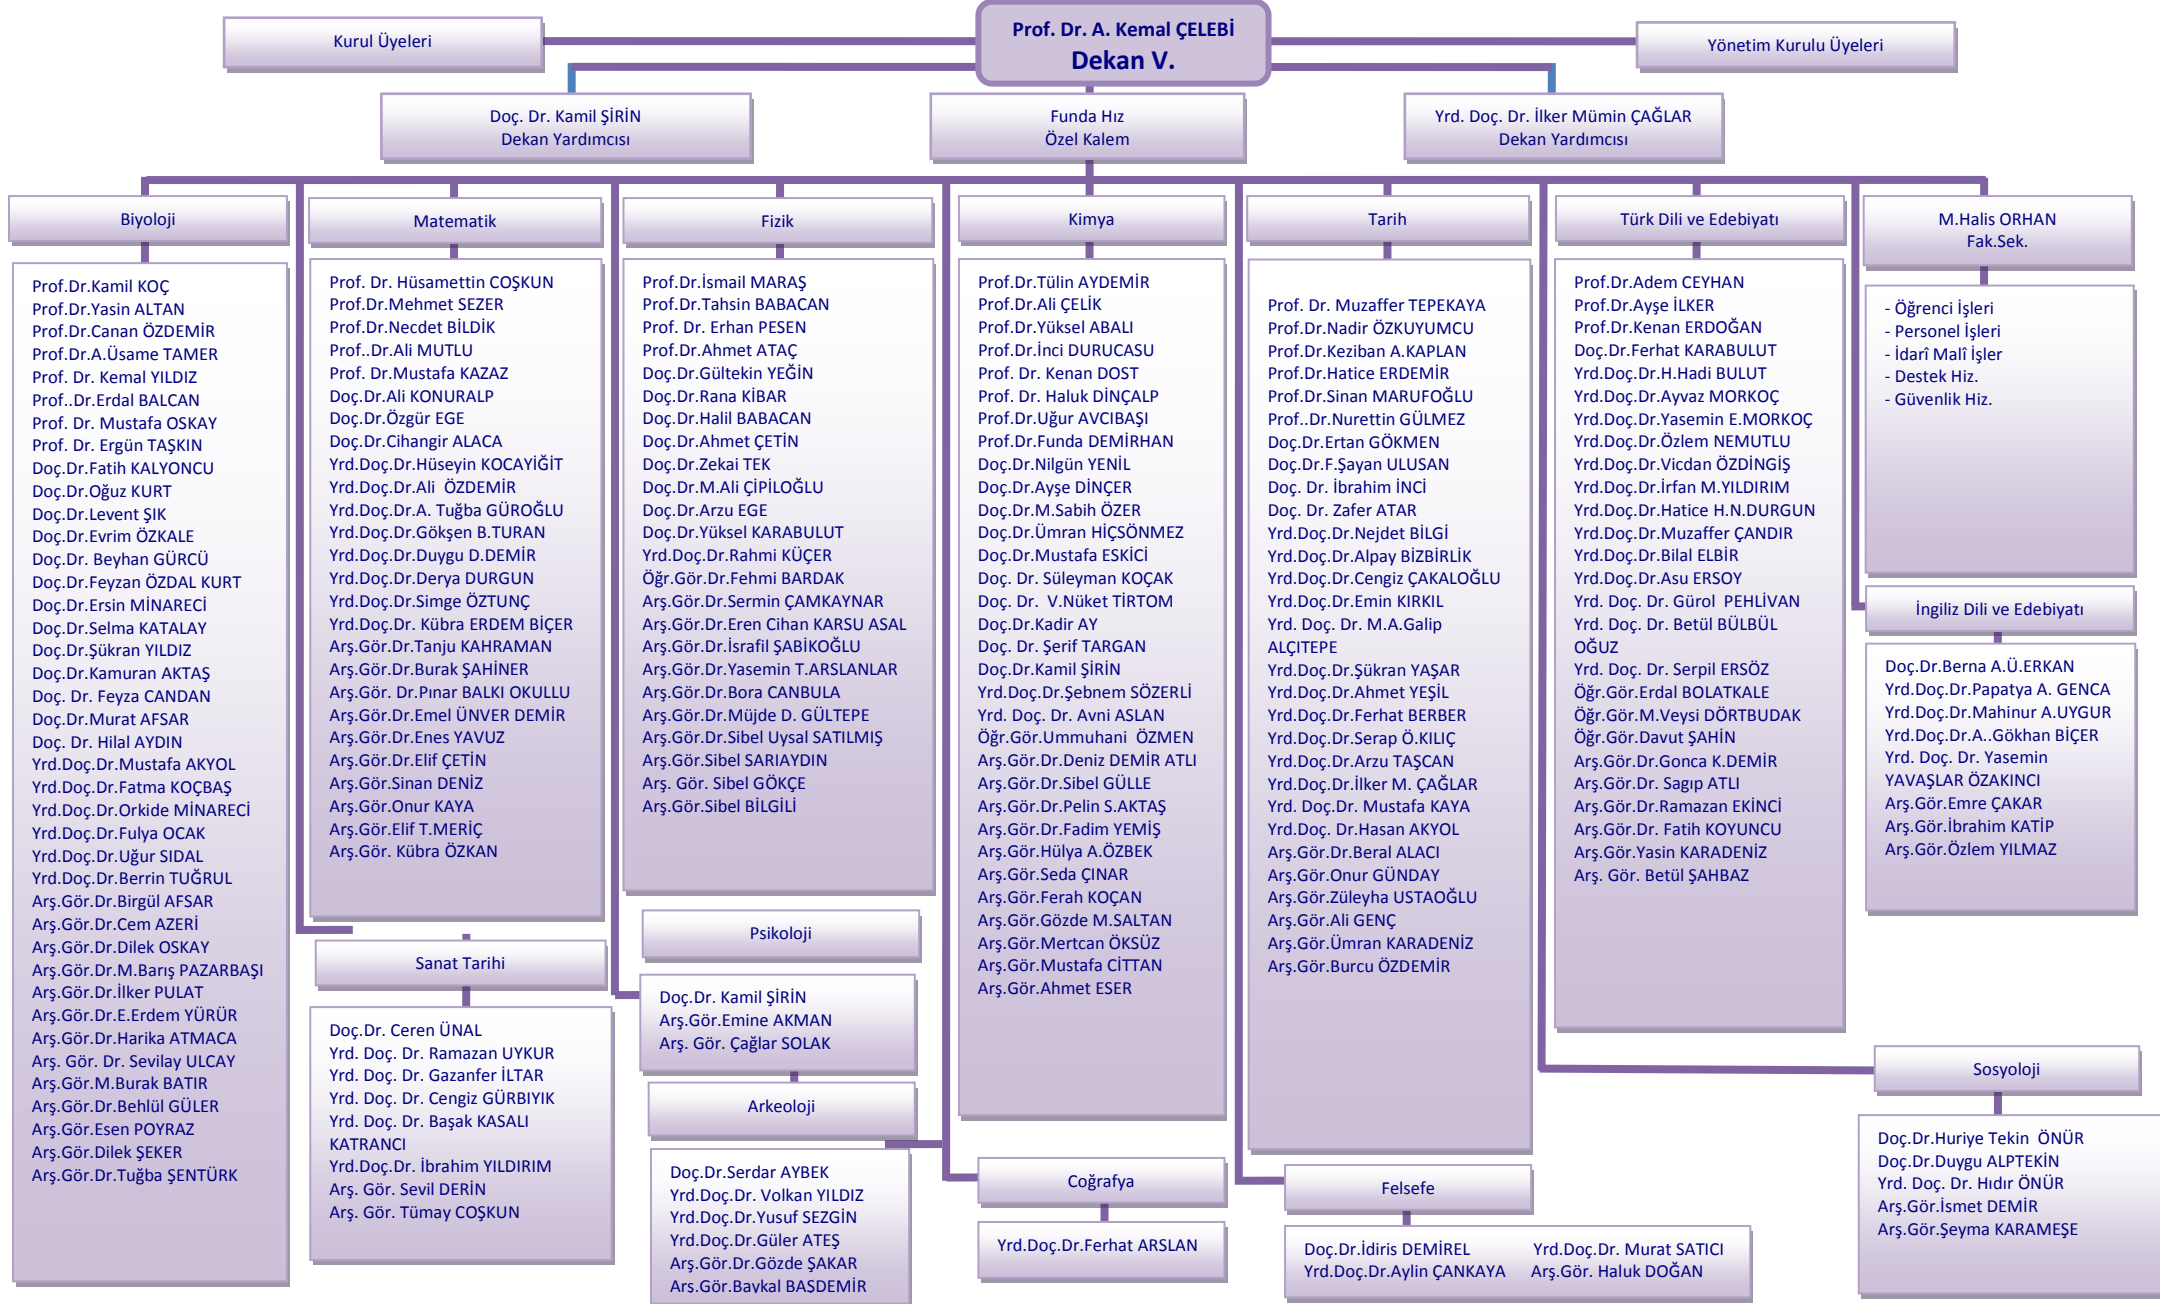 Prof. Dr. A. Kemal ÇELEBİ
Dekan V.
Kurul Üyeleri
Yönetim Kurulu Üyeleri
Doç. Dr. Kamil ŞİRİN
Dekan Yardımcısı
Funda Hız
Özel Kalem
Yrd. Doç. Dr. İlker Mümin ÇAĞLAR
Dekan Yardımcısı
Biyoloji
Prof.Dr.Kamil KOÇ
Prof.Dr.Yasin ALTAN
Prof.Dr.Canan ÖZDEMİR
Prof.Dr.A.Üsame TAMER
Prof. Dr. Kemal YILDIZ
Prof..Dr.Erdal BALCAN
Prof. Dr. Mustafa OSKAY
Prof. Dr. Ergün TAŞKIN
Doç.Dr.Fatih KALYONCU
Doç.Dr.Oğuz KURT
Doç.Dr.Levent ŞIK
Doç.Dr.Evrim ÖZKALE
Doç.Dr. Beyhan GÜRCÜ
Doç.Dr.Feyzan ÖZDAL KURT
Doç.Dr.Ersin MİNARECİ
Doç.Dr.Selma KATALAY
Doç.Dr.Şükran YILDIZ
Doç.Dr.Kamuran AKTAŞ
Doç. Dr. Feyza CANDAN
Doç.Dr.Murat AFSAR
Doç. Dr. Hilal AYDIN
Yrd.Doç.Dr.Mustafa AKYOL
Yrd.Doç.Dr.Fatma KOÇBAŞ
Yrd.Doç.Dr.Orkide MİNARECİ
Yrd.Doç.Dr.Fulya OCAK
Yrd.Doç.Dr.Uğur SIDAL
Yrd.Doç.Dr.Berrin TUĞRUL
Arş.Gör.Dr.Birgül AFSAR
Arş.Gör.Dr.Cem AZERİ
Arş.Gör.Dr.Dilek OSKAY
Arş.Gör.Dr.M.Barış PAZARBAŞI
Arş.Gör.Dr.İlker PULAT
Arş.Gör.Dr.E.Erdem YÜRÜR
Arş.Gör.Dr.Harika ATMACA
Arş. Gör. Dr. Sevilay ULCAY
Arş.Gör.M.Burak BATIR
Arş.Gör.Dr.Behlül GÜLER
Arş.Gör.Esen POYRAZ
Arş.Gör.Dilek ŞEKER
Arş.Gör.Dr.Tuğba ŞENTÜRK
Matematik
Prof. Dr. Hüsamettin COŞKUN
Prof.Dr.Mehmet SEZER
Prof.Dr.Necdet BİLDİK
Prof..Dr.Ali MUTLU
Prof. Dr.Mustafa KAZAZ
Doç.Dr.Ali KONURALP
Doç.Dr.Özgür EGE
Doç.Dr.Cihangir ALACA
Yrd.Doç.Dr.Hüseyin KOCAYİĞİT
Yrd.Doç.Dr.Ali ÖZDEMİR
Yrd.Doç.Dr.A. Tuğba GÜROĞLU
Yrd.Doç.Dr.Gökşen B.TURAN
Yrd.Doç.Dr.Duygu D.DEMİR
Yrd.Doç.Dr.Derya DURGUN
Yrd.Doç.Dr.Simge ÖZTUNÇ
Yrd.Doç.Dr. Kübra ERDEM BİÇER
Arş.Gör.Dr.Tanju KAHRAMAN
Arş.Gör.Dr.Burak ŞAHİNER
Arş.Gör. Dr.Pınar BALKI OKULLU
Arş.Gör.Dr.Emel ÜNVER DEMİR
Arş.Gör.Dr.Enes YAVUZ
Arş.Gör.Dr.Elif ÇETİN
Arş.Gör.Sinan DENİZ
Arş.Gör.Onur KAYA
Arş.Gör.Elif T.MERİÇ
Arş.Gör. Kübra ÖZKAN
Sanat Tarihi
Doç.Dr. Ceren ÜNAL
Yrd. Doç. Dr. Ramazan UYKUR
Yrd. Doç. Dr. Gazanfer İLTAR
Yrd. Doç. Dr. Cengiz GÜRBIYIK
Yrd. Doç. Dr. Başak KASALI
KATRANCI
Yrd.Doç.Dr. İbrahim YILDIRIM
Arş. Gör. Sevil DERİN
Arş. Gör. Tümay COŞKUN
Fizik
Prof.Dr.İsmail MARAŞ
Prof.Dr.Tahsin BABACAN
Prof. Dr. Erhan PESEN
Prof.Dr.Ahmet ATAÇ
Doç.Dr.Gültekin YEĞİN
Doç.Dr.Rana KİBAR
Doç.Dr.Halil BABACAN
Doç.Dr.Ahmet ÇETİN
Doç.Dr.Zekai TEK
Doç.Dr.M.Ali ÇİPİLOĞLU
Doç.Dr.Arzu EGE
Doç.Dr.Yüksel KARABULUT
Yrd.Doç.Dr.Rahmi KÜÇER
Öğr.Gör.Dr.Fehmi BARDAK
Arş.Gör.Dr.Sermin ÇAMKAYNAR
Arş.Gör.Dr.Eren Cihan KARSU ASAL
Arş.Gör.Dr.İsrafil ŞABİKOĞLU
Arş.Gör.Dr.Yasemin T.ARSLANLAR
Arş.Gör.Dr.Bora CANBULA
Arş.Gör.Dr.Müjde D. GÜLTEPE
Arş.Gör.Dr.Sibel Uysal SATILMIŞ
Arş.Gör.Sibel SARIAYDIN
Arş. Gör. Sibel GÖKÇE
Arş.Gör.Sibel BİLGİLİ
Psikoloji
Doç.Dr. Kamil ŞİRİN
Arş.Gör.Emine AKMAN
Arş. Gör. Çağlar SOLAK
Arkeoloji
Doç.Dr.Serdar AYBEK
Yrd.Doç.Dr. Volkan YILDIZ
Yrd.Doç.Dr.Yusuf SEZGİN
Yrd.Doç.Dr.Güler ATEŞ
Arş.Gör.Dr.Gözde ŞAKAR
Arş.Gör.Baykal BAŞDEMİR
Kimya
Prof.Dr.Tülin AYDEMİR
Prof.Dr.Ali ÇELİK
Prof.Dr.Yüksel ABALI
Prof.Dr.İnci DURUCASU
Prof. Dr. Kenan DOST
Prof. Dr. Haluk DİNÇALP
Prof.Dr.Uğur AVCIBAŞI
Prof.Dr.Funda DEMİRHAN
Doç.Dr.Nilgün YENİL
Doç.Dr.Ayşe DİNÇER
Doç.Dr.M.Sabih ÖZER
Doç.Dr.Ümran HİÇSÖNMEZ
Doç.Dr.Mustafa ESKİCİ
Doç. Dr. Süleyman KOÇAK
Doç. Dr. V.Nüket TİRTOM
Doç.Dr.Kadir AY
Doç. Dr. Şerif TARGAN
Doç.Dr.Kamil ŞİRİN
Yrd.Doç.Dr.Şebnem SÖZERLİ
Yrd. Doç. Dr. Avni ASLAN
Öğr.Gör.Ummuhani ÖZMEN
Arş.Gör.Dr.Deniz DEMİR ATLI
Arş.Gör.Dr.Sibel GÜLLE
Arş.Gör.Dr.Pelin S.AKTAŞ
Arş.Gör.Dr.Fadim YEMİŞ
Arş.Gör.Hülya A.ÖZBEK
Arş.Gör.Seda ÇINAR
Arş.Gör.Ferah KOÇAN
Arş.Gör.Gözde M.SALTAN
Arş.Gör.Mertcan ÖKSÜZ
Arş.Gör.Mustafa CİTTAN
Arş.Gör.Ahmet ESER
Coğrafya
Yrd.Doç.Dr.Ferhat ARSLAN
Tarih
Prof. Dr. Muzaffer TEPEKAYA
Prof.Dr.Nadir ÖZKUYUMCU
Prof.Dr.Keziban A.KAPLAN
Prof.Dr.Hatice ERDEMİR
Prof.Dr.Sinan MARUFOĞLU
Prof..Dr.Nurettin GÜLMEZ
Doç.Dr.Ertan GÖKMEN
Doç.Dr.F.Şayan ULUSAN
Doç. Dr. İbrahim İNCİ
Doç. Dr. Zafer ATAR
Yrd.Doç.Dr.Nejdet BİLGİ
Yrd.Doç.Dr.Alpay BİZBİRLİK
Yrd.Doç.Dr.Cengiz ÇAKALOĞLU
Yrd.Doç.Dr.Emin KIRKIL
Yrd. Doç. Dr. M.A.Galip
ALÇITEPE
Yrd.Doç.Dr.Şükran YAŞAR
Yrd.Doç.Dr.Ahmet YEŞİL
Yrd.Doç.Dr.Ferhat BERBER
Yrd.Doç.Dr.Serap Ö.KILIÇ
Yrd.Doç.Dr.Arzu TAŞCAN
Yrd.Doç.Dr.İlker M. ÇAĞLAR
Yrd. Doç.Dr. Mustafa KAYA
Yrd.Doç. Dr.Hasan AKYOL
Arş.Gör.Dr.Beral ALACI
Arş.Gör.Onur GÜNDAY
Arş.Gör.Züleyha USTAOĞLU
Arş.Gör.Ali GENÇ
Arş.Gör.Ümran KARADENİZ
Arş.Gör.Burcu ÖZDEMİR
Felsefe
Doç.Dr.İdiris DEMİREL Yrd.Doç.Dr. Murat SATICI
Yrd.Doç.Dr.Aylin ÇANKAYA Arş.Gör. Haluk DOĞAN
Türk Dili ve Edebiyatı
Prof.Dr.Adem CEYHAN
Prof.Dr.Ayşe İLKER
Prof.Dr.Kenan ERDOĞAN
Doç.Dr.Ferhat KARABULUT
Yrd.Doç.Dr.H.Hadi BULUT
Yrd.Doç.Dr.Ayvaz MORKOÇ
Yrd.Doç.Dr.Yasemin E.MORKOÇ
Yrd.Doç.Dr.Özlem NEMUTLU
Yrd.Doç.Dr.Vicdan ÖZDİNGİŞ
Yrd.Doç.Dr.İrfan M.YILDIRIM
Yrd.Doç.Dr.Hatice H.N.DURGUN
Yrd.Doç.Dr.Muzaffer ÇANDIR
Yrd.Doç.Dr.Bilal ELBİR
Yrd.Doç.Dr.Asu ERSOY
Yrd. Doç. Dr. Gürol PEHLİVAN
Yrd. Doç. Dr. Betül BÜLBÜL
OĞUZ
Yrd. Doç. Dr. Serpil ERSÖZ
Öğr.Gör.Erdal BOLATKALE
Öğr.Gör.M.Veysi DÖRTBUDAK
Öğr.Gör.Davut ŞAHİN
Arş.Gör.Dr.Gonca K.DEMİR
Arş.Gör.Dr. Sagıp ATLI
Arş.Gör.Dr.Ramazan EKİNCİ
Arş.Gör.Dr. Fatih KOYUNCU
Arş.Gör.Yasin KARADENİZ
Arş. Gör. Betül ŞAHBAZ
M.Halis ORHAN
Fak.Sek.
- Öğrenci İşleri
- Personel İşleri
- İdarî Malî İşler
- Destek Hiz.
- Güvenlik Hiz.
İngiliz Dili ve Edebiyatı
Doç.Dr.Berna A.Ü.ERKAN
Yrd.Doç.Dr.Papatya A. GENCA
Yrd.Doç.Dr.Mahinur A.UYGUR
Yrd.Doç.Dr.A..Gökhan BİÇER
Yrd. Doç. Dr. Yasemin
YAVAŞLAR ÖZAKINCI
Arş.Gör.Emre ÇAKAR
Arş.Gör.İbrahim KATİP
Arş.Gör.Özlem YILMAZ
Sosyoloji
Doç.Dr.Huriye Tekin ÖNÜR
Doç.Dr.Duygu ALPTEKİN
Yrd. Doç. Dr. Hıdır ÖNÜR
Arş.Gör.İsmet DEMİR
Arş.Gör.Şeyma KARAMEŞE